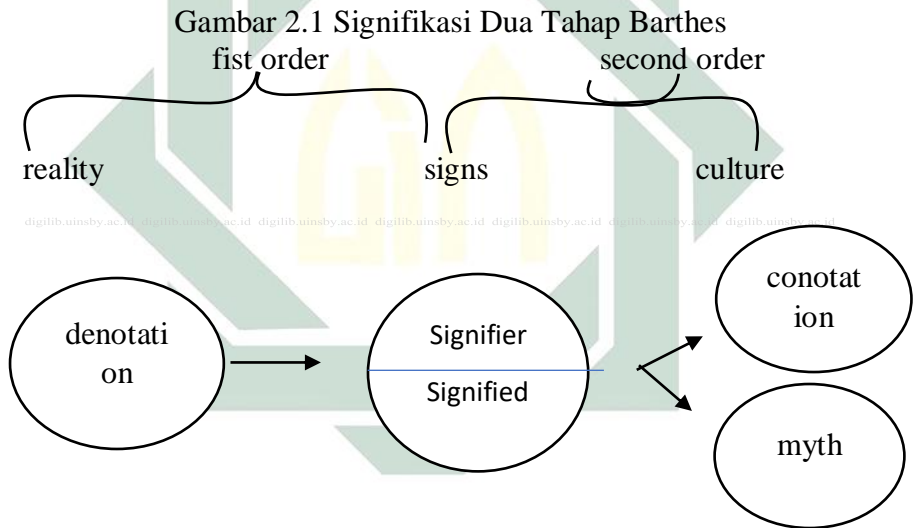 Gambar 2.1 Signifikasi Dua Tahap Barthes
fist order second order
reality signs culture
digilib.uinsby.ac.id digilib.uinsby.ac.id digilib.uinsby.ac.id digilib.uinsby.ac.id digilib.uinsby.ac.id digilib.uinsby.ac.id digilib.uinsby.ac.id
denotati
on
Signifier
Signified
conotat
ion
myth